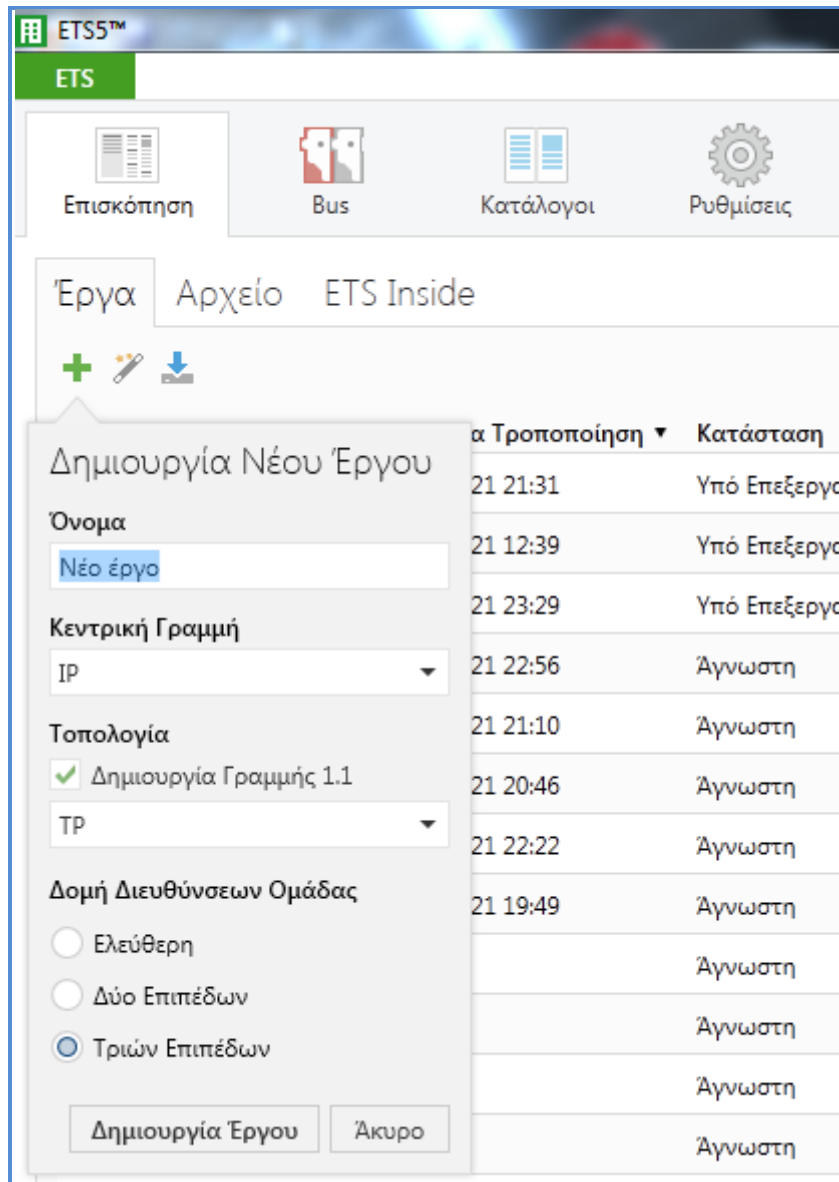 ETS5™
ETS
Επισκόπηση Bus Κατάλογοι Ρυθμίσεις
Έργα Αρχείο ETS Inside
α Τροποποίηση ▼ Κατάσταση
Δημιουργία Νέου Έργου
21 21:31 Υπό Επεξεργα
Όνομα
21 12:39 Υπό Επεξεργα
Νέο έργο
21 23:29 Υπό Επεξεργα
Κεντρική Γραμμή
IP
21 22:56 Άγνωστη
Τοπολογία
21 21:10 Άγνωστη
Δημιουργία Γραμμής 1.1
21 20:46 Άγνωστη
TP
21 22:22 Άγνωστη
Δομή Διευθύνσεων Ομάδας
21 19:49 Άγνωστη
Ελεύθερη
Άγνωστη
Δύο Επιπέδων
Άγνωστη
Τριών Επιπέδων
Άγνωστη
Δημιουργία Έργου Άκυρο
Άγνωστη